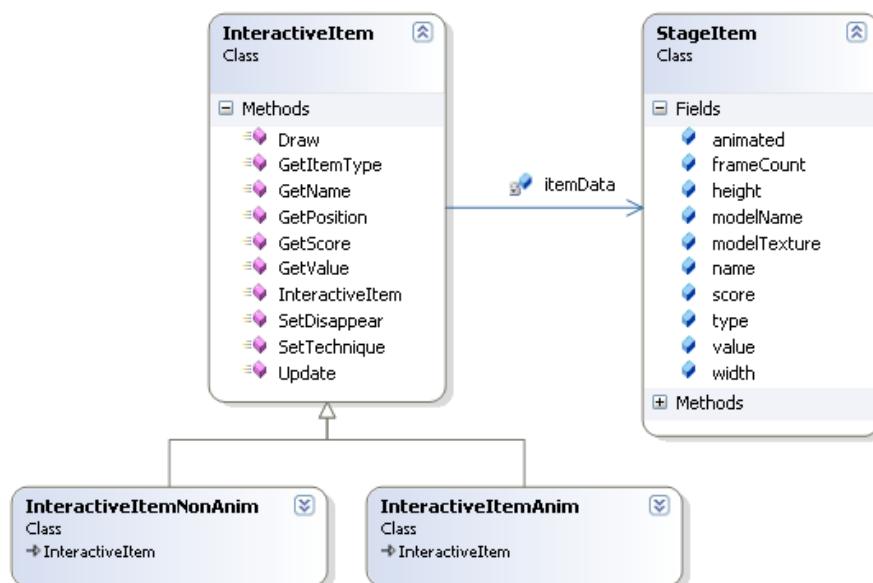 InteractiveItem
Class
Methods
Draw
GetItemType
GetName
GetPosition
GetScore
GetValue
InteractiveItem
SetDisappear
SetTechnique
Update
itemData
StageItem
Class
Fields
animated
frameCount
height
modelName
modelTexture
name
score
type
value
width
Methods
InteractiveItemNonAnim
Class
InteractiveItem
InteractiveItemAnim
Class
InteractiveItem